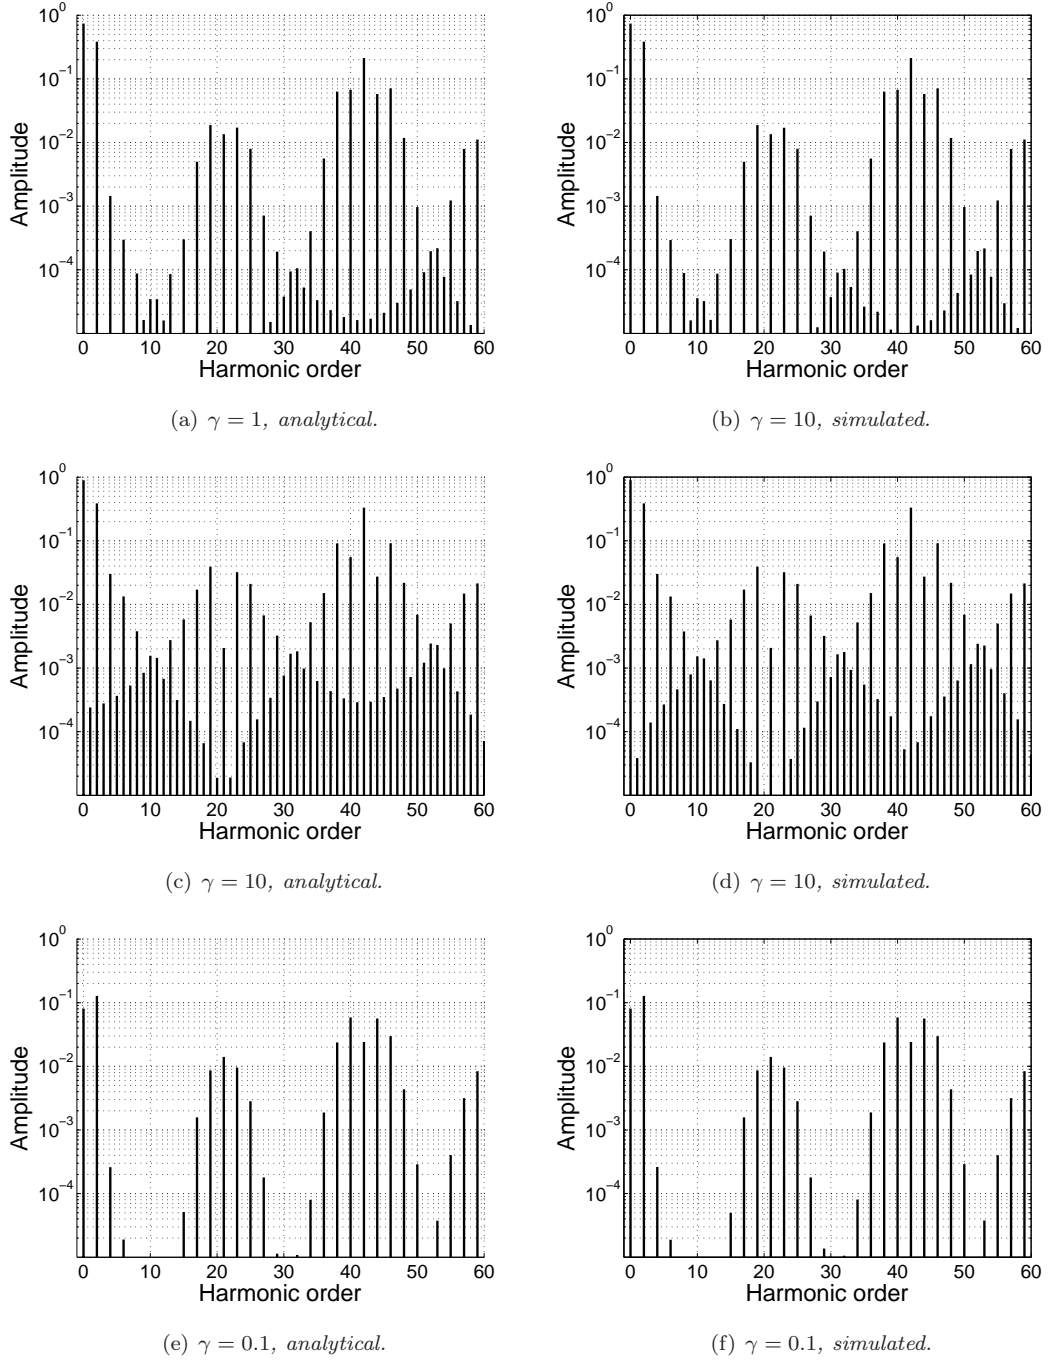 10^0
10^−1
10^−2
10^−3
10^−4
Amplitude
0 10 20 30 40 50 60
Harmonic order
(a) γ = 1, analytical.
10^0
10^−1
10^−2
10^−3
10^−4
Amplitude
0 10 20 30 40 50 60
Harmonic order
(b) γ = 10, simulated.
10^0
10^−1
10^−2
10^−3
10^−4
Amplitude
0 10 20 30 40 50 60
Harmonic order
(c) γ = 10, analytical.
10^0
10^−1
10^−2
10^−3
10^−4
Amplitude
0 10 20 30 40 50 60
Harmonic order
(d) γ = 10, simulated.
10^0
10^−1
10^−2
10^−3
10^−4
Amplitude
0 10 20 30 40 50 60
Harmonic order
(e) γ = 0.1, analytical.
10^0
10^−1
10^−2
10^−3
10^−4
Amplitude
0 10 20 30 40 50 60
Harmonic order
(f) γ = 0.1, simulated.